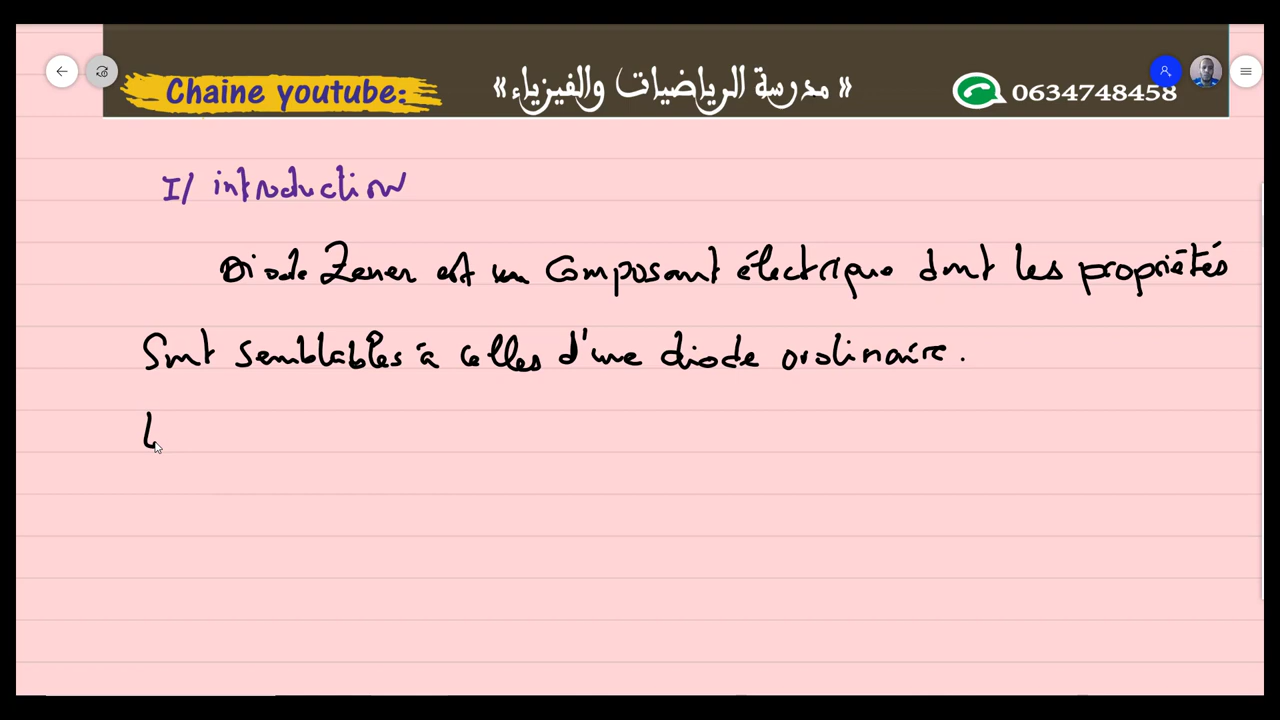 Chaine youtube:
« مدرسة الرياضيات والفيزياء »
0634748458
I/ introduction
Diode Zener est un composant électrique dont les propriétés
Sont semblables à celles d'une diode ordinaire.
L